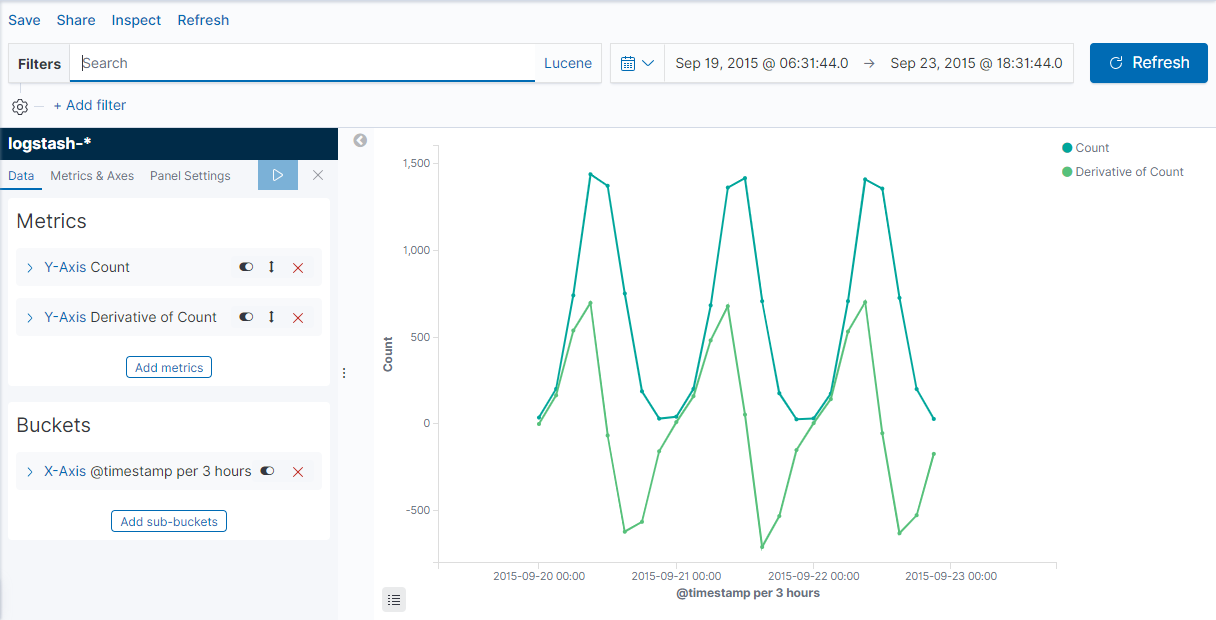 Save Share Inspect Refresh
Filters Search Lucene Sep 19, 2015 @ 06:31:44.0 → Sep 23, 2015 @ 18:31:44.0 Refresh
+ Add filter
logstash-*
Data Metrics & Axes Panel Settings
Metrics
Y-Axis Count
Y-Axis Derivative of Count
Add metrics
Buckets
X-Axis @timestamp per 3 hours
Add sub-buckets
1,500
1,000
500
0
-500
Count
2015-09-20 00:00 2015-09-21 00:00 2015-09-22 00:00 2015-09-23 00:00
@timestamp per 3 hours
Count
Derivative of Count